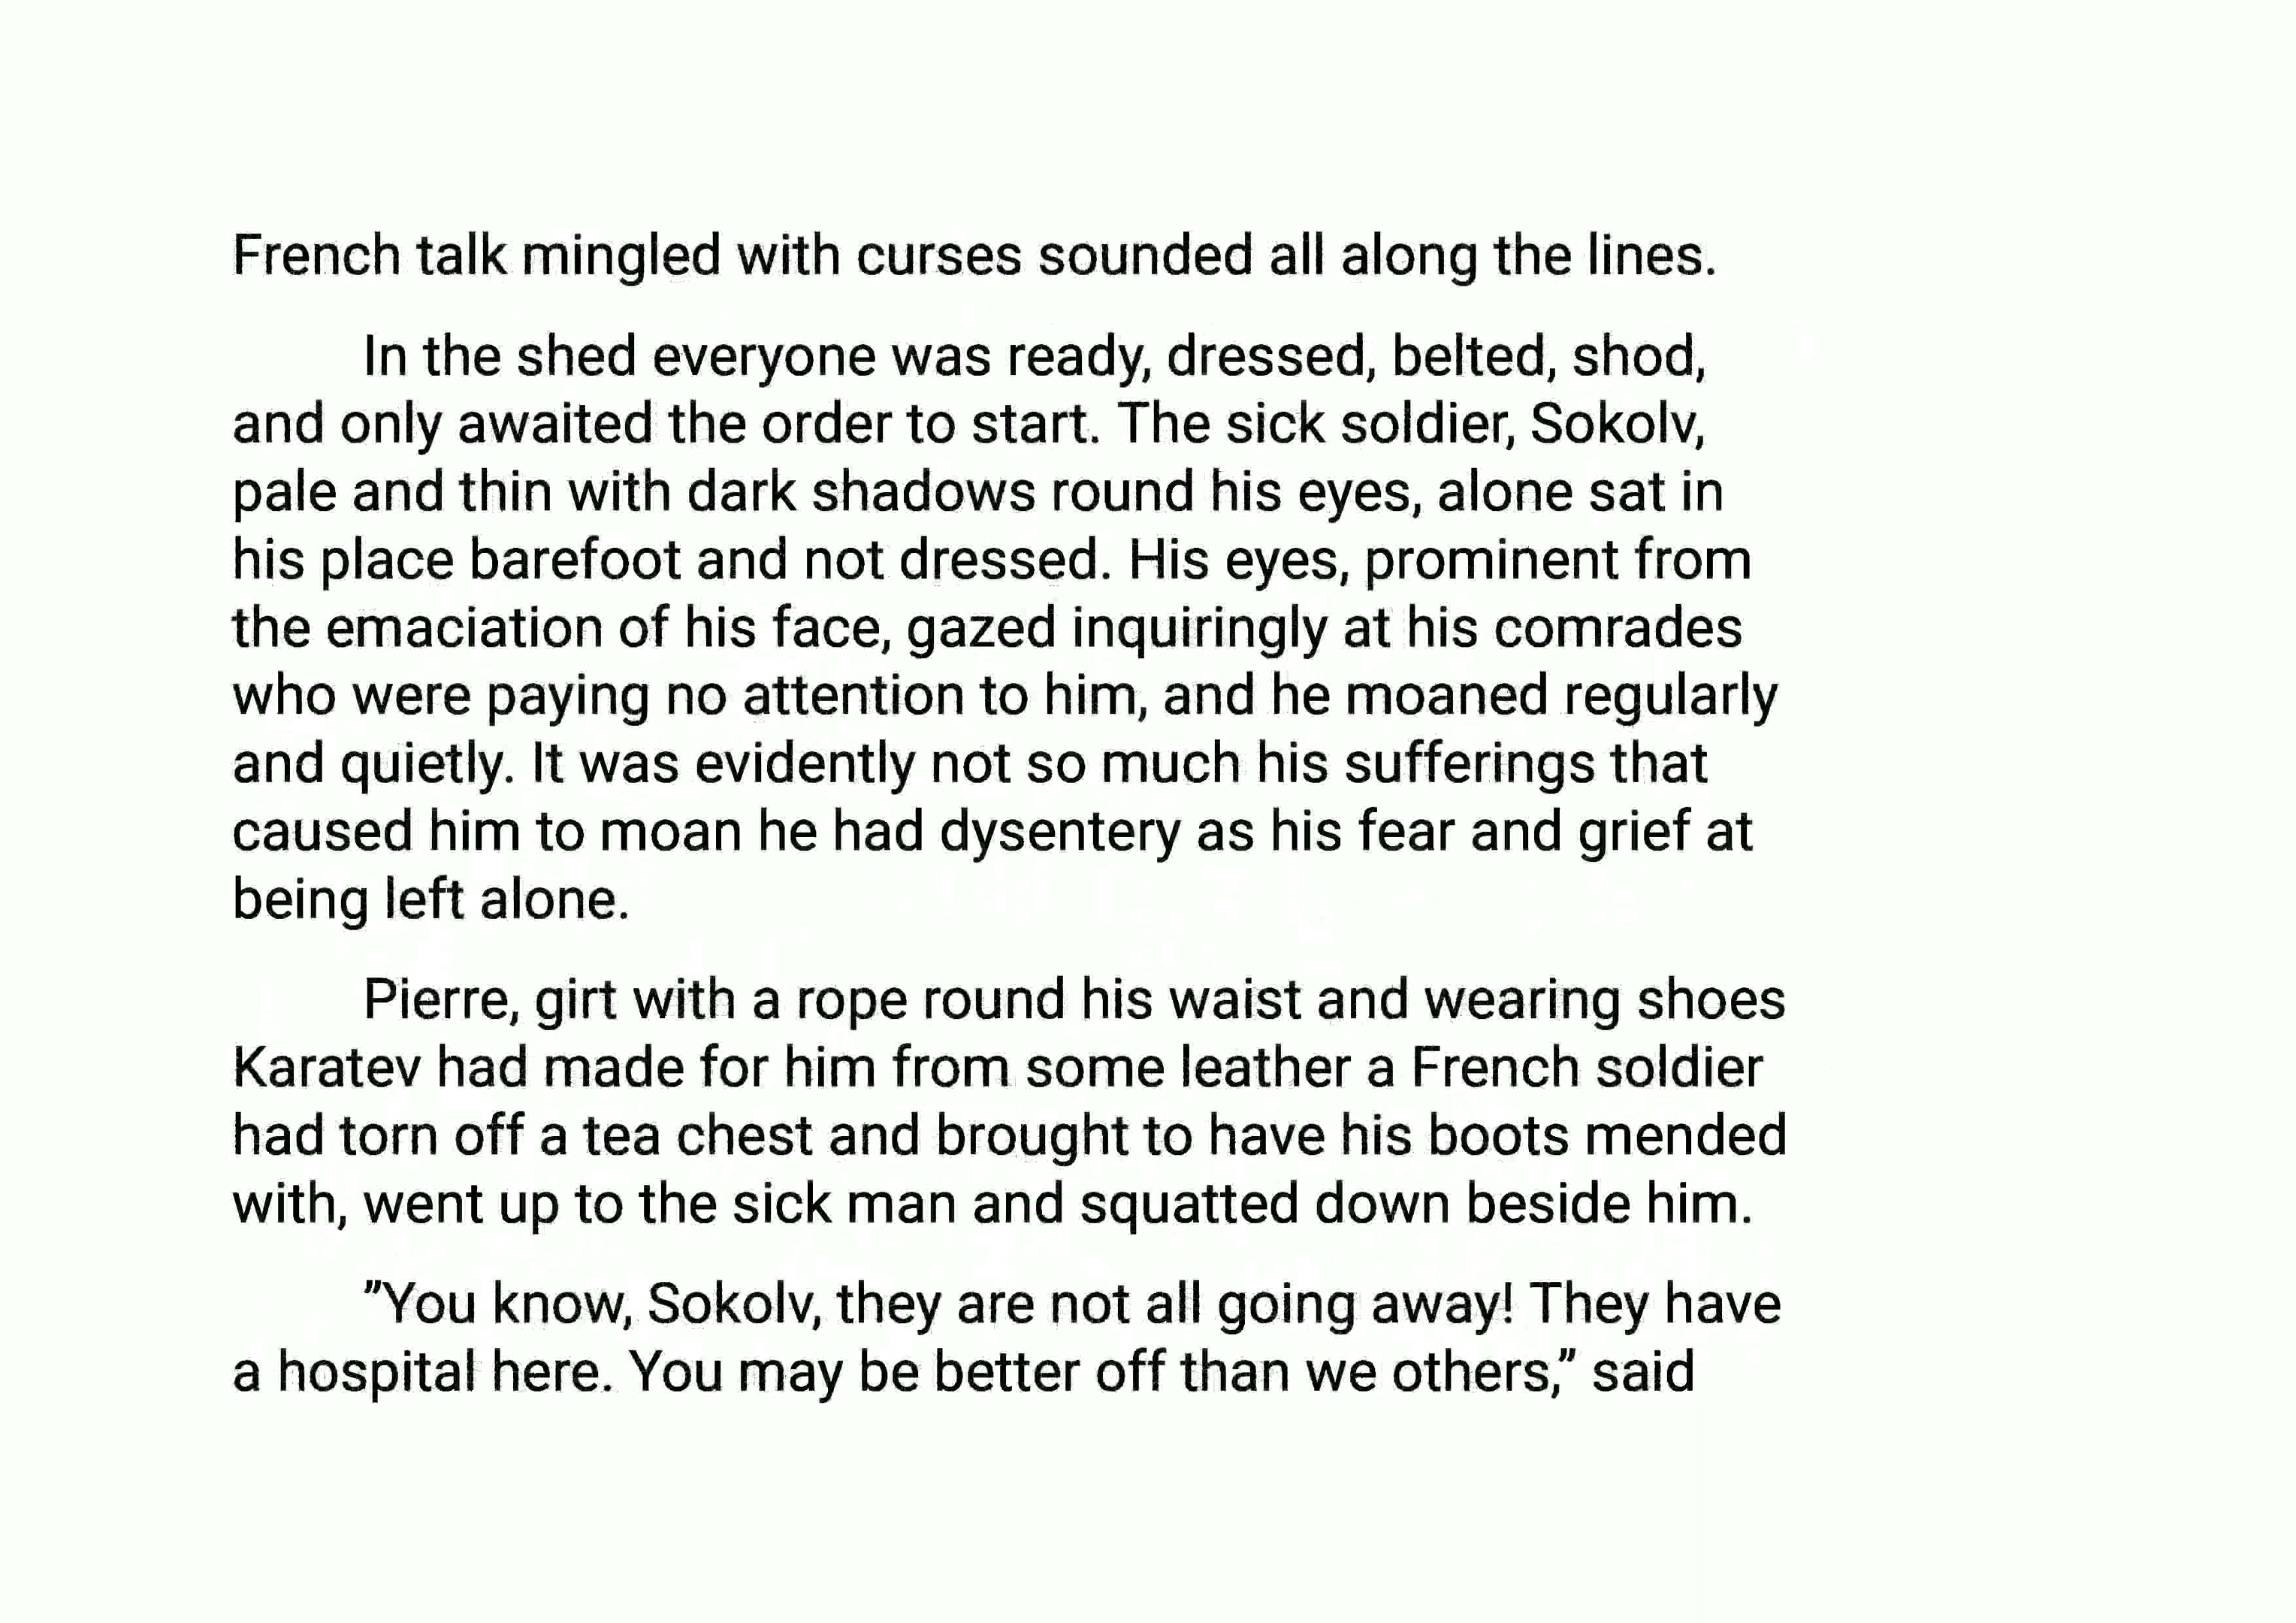 French talk mingled with curses sounded all along the lines.
In the shed everyone was ready, dressed, belted, shod,
and only awaited the order to start. The sick soldier, Sokolv,
pale and thin with dark shadows round his eyes, alone sat in
his place barefoot and not dressed. His eyes, prominent from
the emaciation of his face, gazed inquiringly at his comrades
who were paying no attention to him, and he moaned regularly
and quietly. It was evidently not so much his sufferings that
caused him to moan he had dysentery as his fear and grief at
being left alone.
Pierre, girt with a rope round his waist and wearing shoes
Karatev had made for him from some leather a French soldier
had torn off a tea chest and brought to have his boots mended
with, went up to the sick man and squatted down beside him.
”You know, Sokolv, they are not all going away! They have
a hospital here. You may be better off than we others,” said